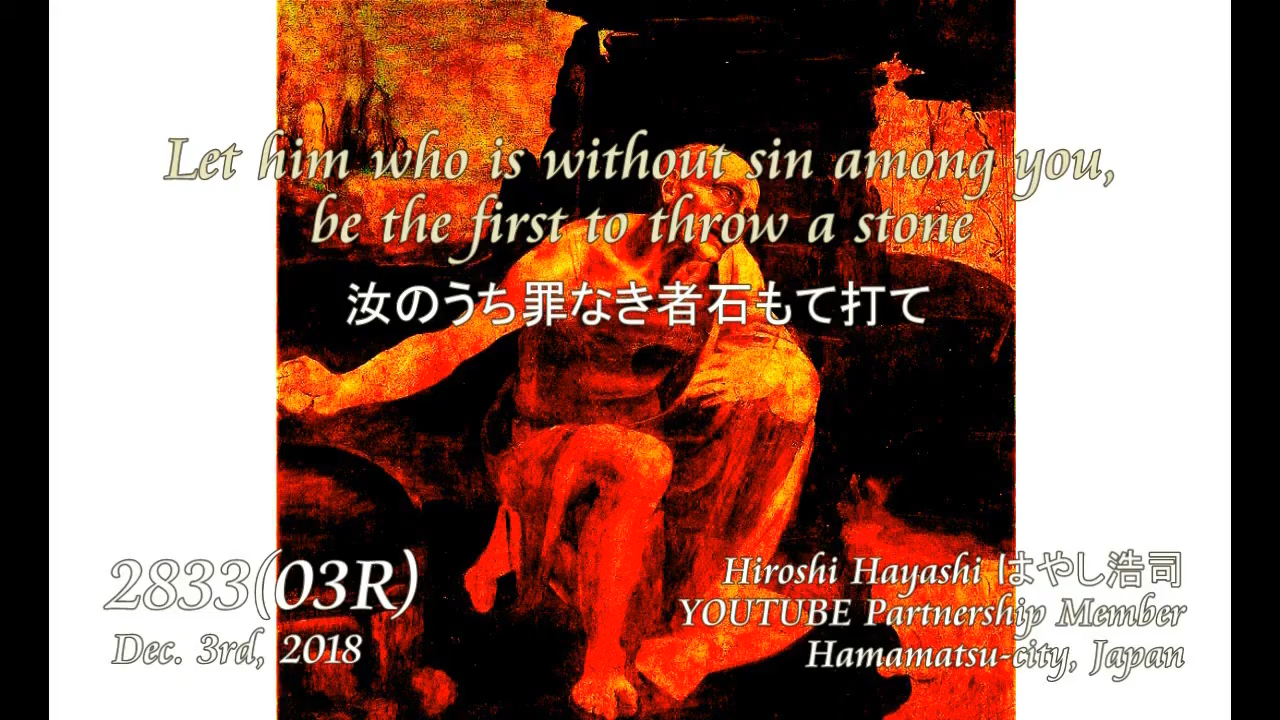 Let him who is without sin among you,
be the first to throw a stone
汝のうち罪なき者石もて打て
2833(03R)
Dec. 3rd, 2018
Hiroshi Hayashi はやし浩司
YOUTUBE Partnership Member
Hamamatsu-city, Japan